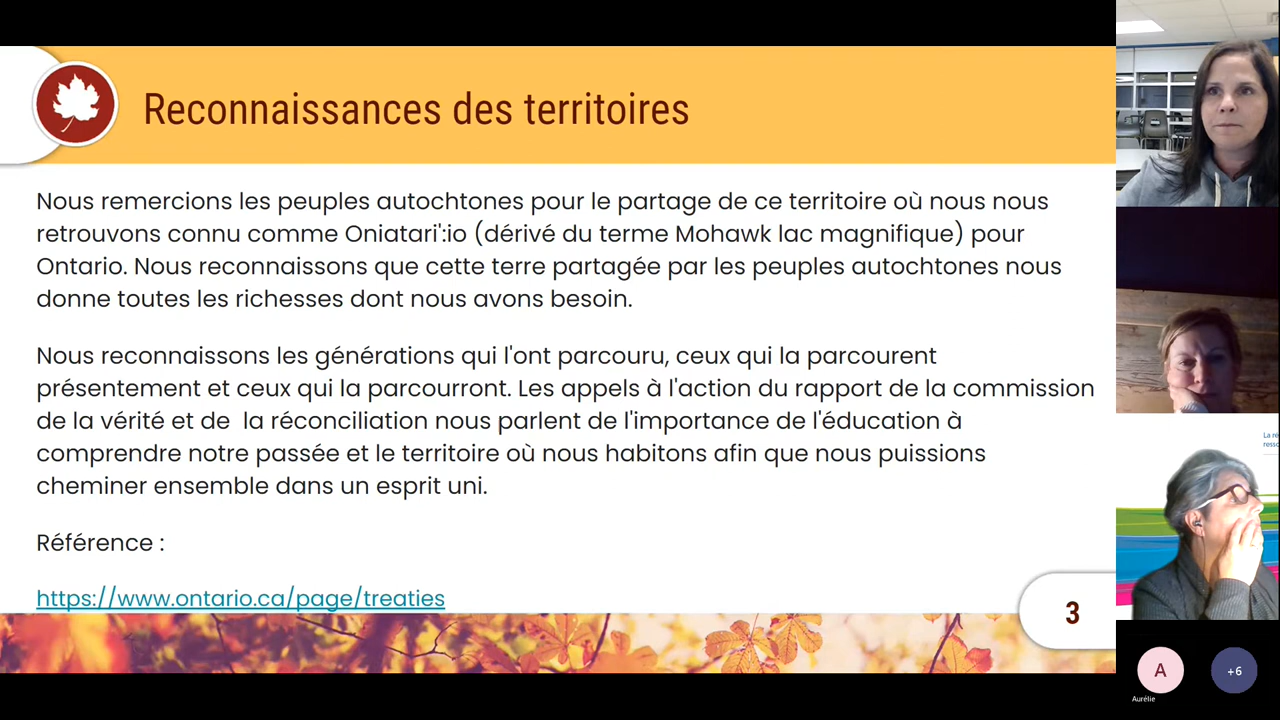 Reconnaissances des territoires
Nous remercions les peuples autochtones pour le partage de ce territoire où nous nous
retrouvons connu comme Oniatari':io (dérivé du terme Mohawk lac magnifique) pour
Ontario. Nous reconnaissons que cette terre partagée par les peuples autochtones nous
donne toutes les richesses dont nous avons besoin.
Nous reconnaissons les générations qui l'ont parcouru, ceux qui la parcourent
présentement et ceux qui la parcourront. Les appels à l'action du rapport de la commission
de la vérité et de  la réconciliation nous parlent de l'importance de l'éducation à
comprendre notre passée et le territoire où nous habitons afin que nous puissions
cheminer ensemble dans un esprit uni.
Référence :
https://www.ontario.ca/page/treaties
3
La ré
resso
A
+6
Aurélie